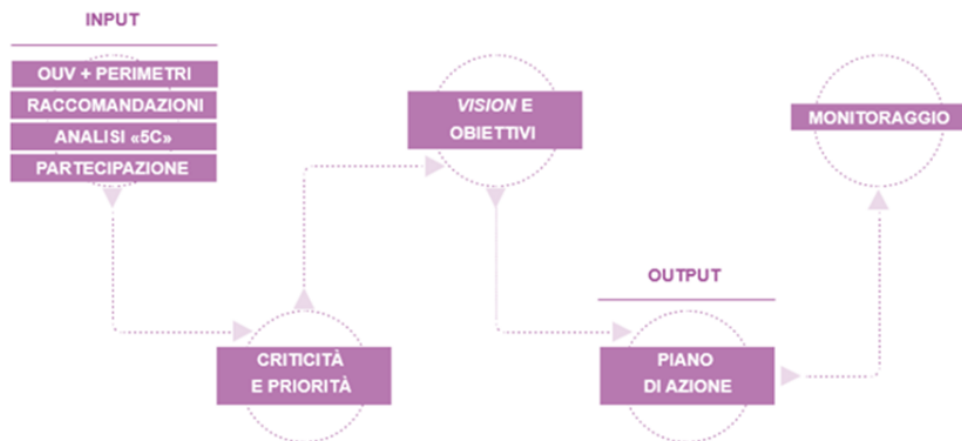 INPUT
OUV + PERIMETRI
RACCOMANDAZIONI
ANALISI «5C»
PARTECIPAZIONE
VISION E
OBIETTIVI
MONITORAGGIO
CRITICITÀ
E PRIORITÀ
OUTPUT
PIANO
DI AZIONE